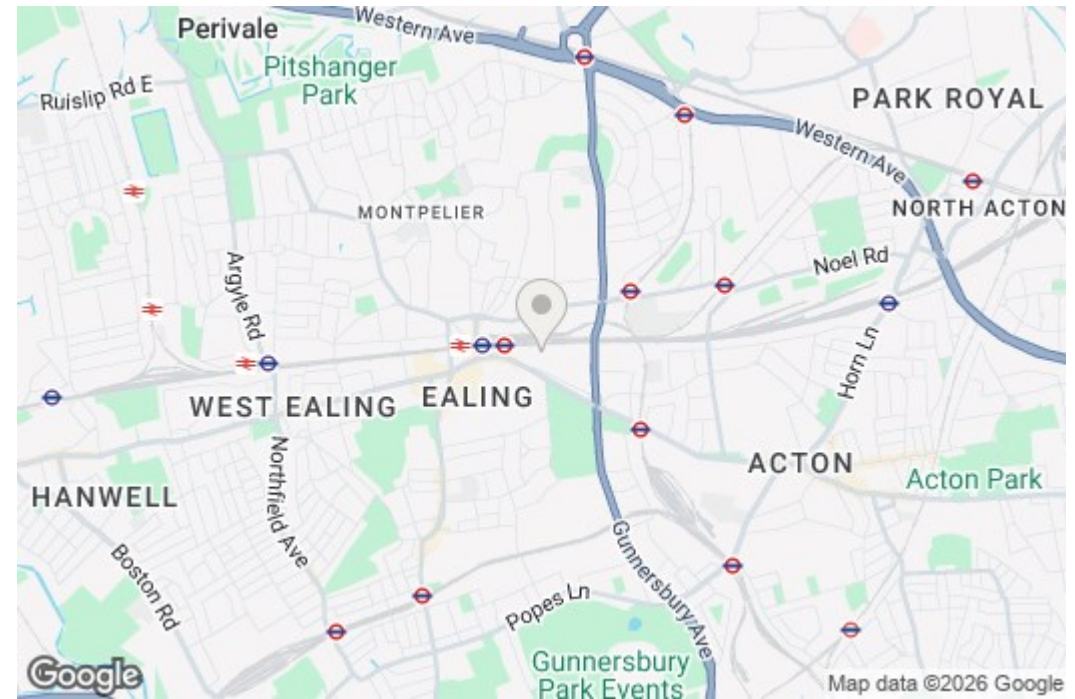 Perivale
Western Ave
Pitshanger
Park
Ruislip Rd E
PARK ROYAL
Western Ave
MONTPELIER
NORTH ACTON
Argyle Rd
Noel Rd
Horn Ln
WEST EALING
EALING
Northfield Ave
ACTON
Acton Park
HANWELL
Boston Rd
Gunnersbury Ave
Popes Ln
Gunnersbury
Park Events
Google
Map data ©2026 Google